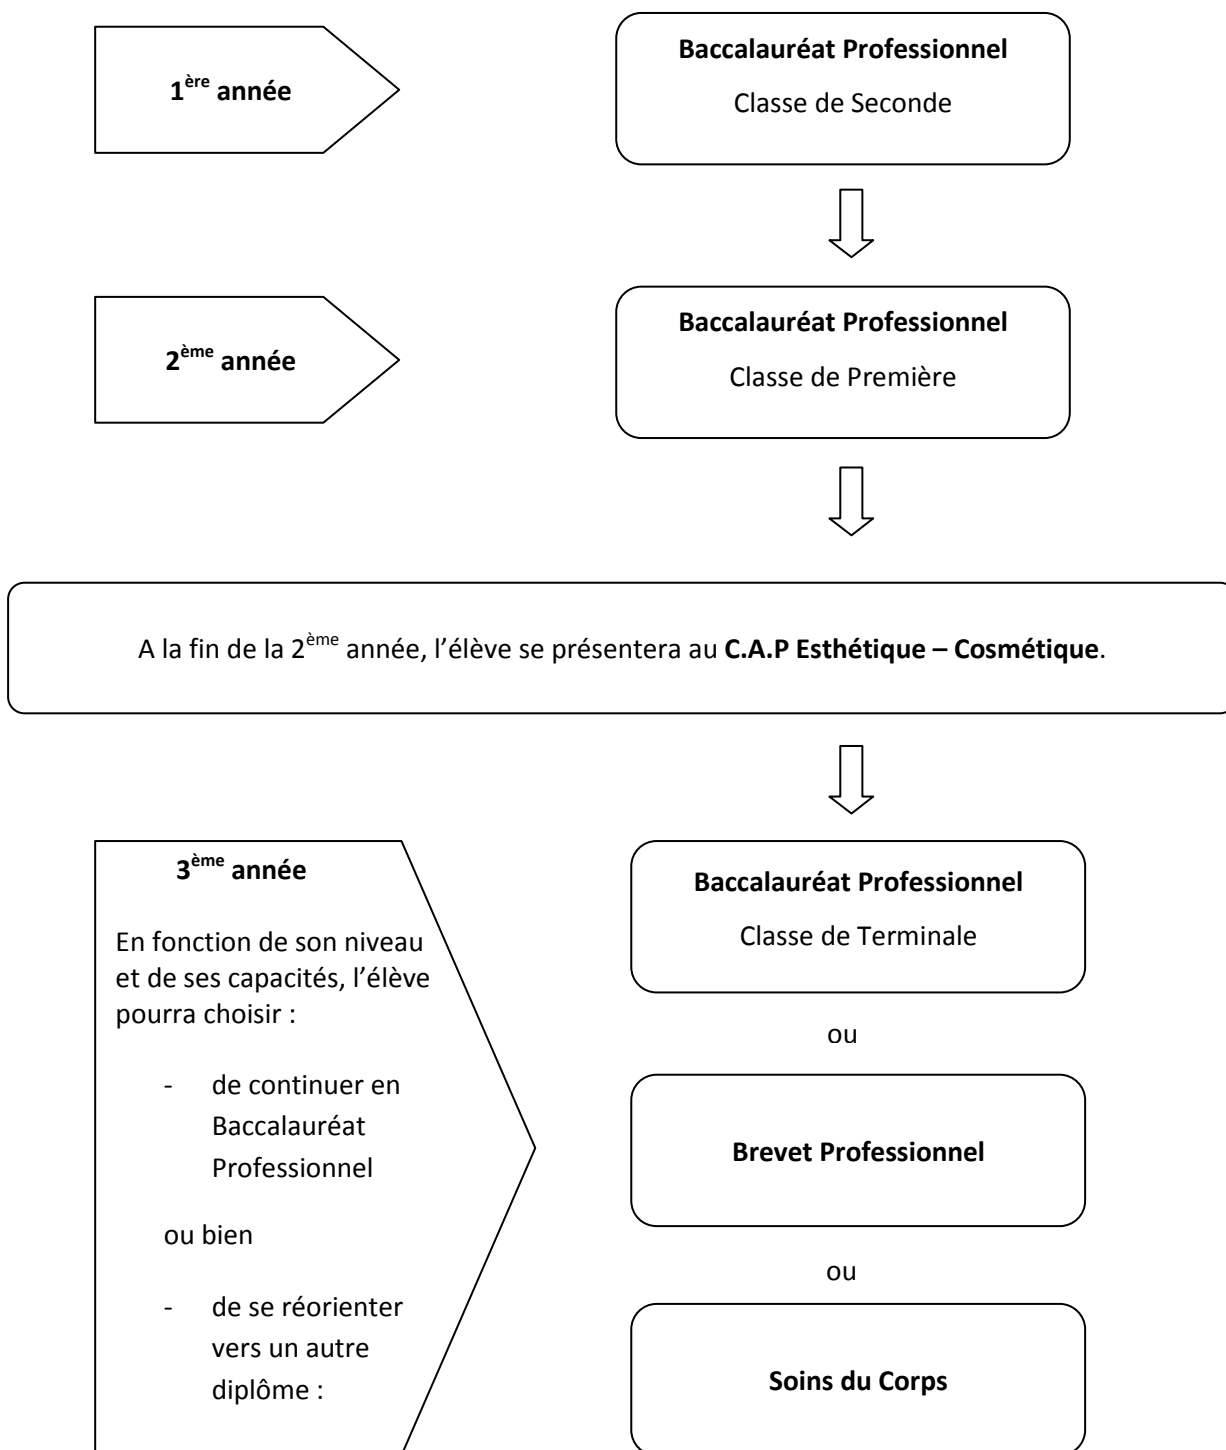 1ère année
Baccalauréat Professionnel
Classe de Seconde
2ème année
Baccalauréat Professionnel
Classe de Première
A la fin de la 2ème année, l’élève se présentera au C.A.P Esthétique – Cosmétique.
3ème année
En fonction de son niveau
et de ses capacités, l’élève
pourra choisir :
- de continuer en
Baccalauréat
Professionnel
ou bien
- de se réorienter
vers un autre
diplôme :
Baccalauréat Professionnel
Classe de Terminale
ou
Brevet Professionnel
ou
Soins du Corps